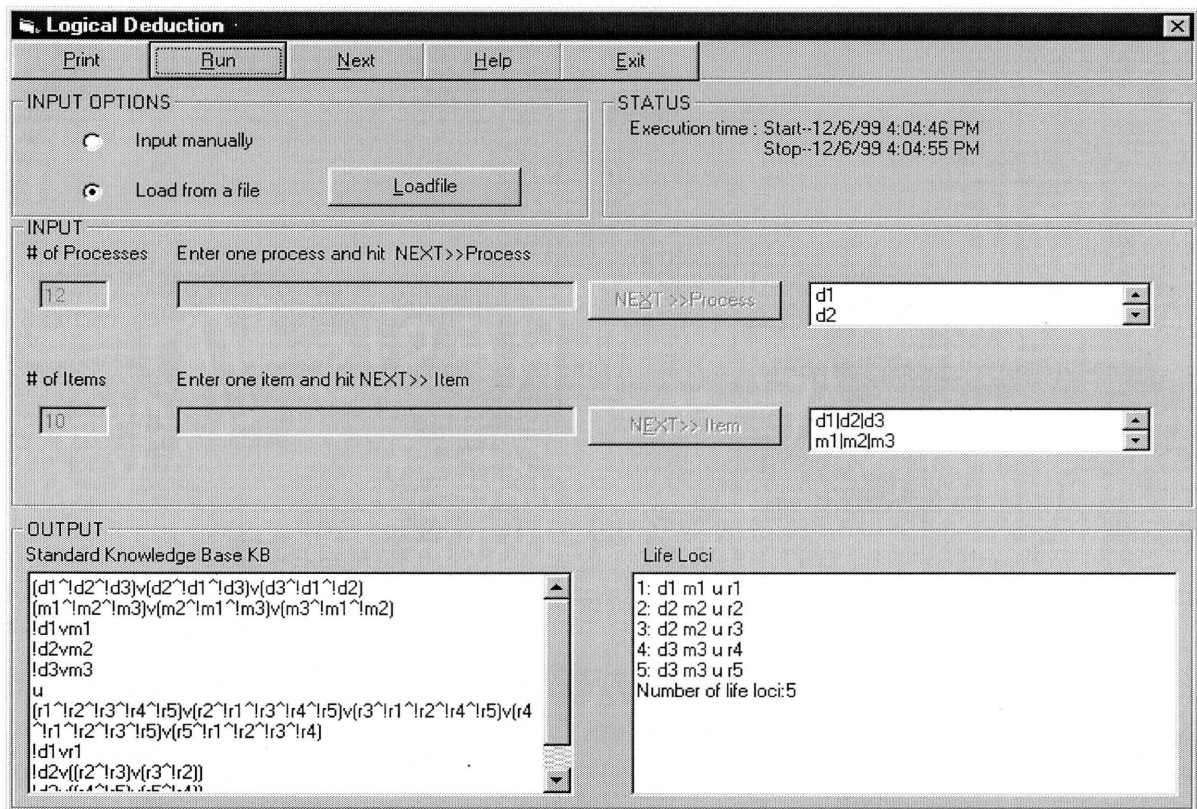 Logical Deduction
Print Run Next Help Exit
INPUT OPTIONS
Input manually
Load from a file
Loadfile
STATUS
Execution time : Start--12/6/99 4:04:46 PM
Stop--12/6/99 4:04:55 PM
INPUT
# of Processes Enter one process and hit NEXT>>Process
12
NEXT >>Process
d1
d2
# of Items Enter one item and hit NEXT>> Item
10
NEXT>> Item
d1|d2|d3
m1|m2|m3
OUTPUT
Standard Knowledge Base KB
(d1^!d2^!d3)v(d2^!d1^!d3)v(d3^!d1^!d2)
(m1^!m2^!m3)v(m2^!m1^!m3)v(m3^!m1^!m2)
!d1vm1
!d2vm2
!d3vm3
u
(r1^!r2^!r3^!r4^!r5)v(r2^!r1^!r3^!r4^!r5)v(r3^!r1^!r2^!r4^!r5)v(r4
^!r1^!r2^!r3^!r5)v(r5^!r1^!r2^!r3^!r4)
!d1vr1
!d2v((r2^!r3)v(r3^!r2))
!d3v((r4^!r5)v(r5^!r4))
Life Loci
1: d1 m1 u r1
2: d2 m2 u r2
3: d2 m2 u r3
4: d3 m3 u r4
5: d3 m3 u r5
Number of life loci:5